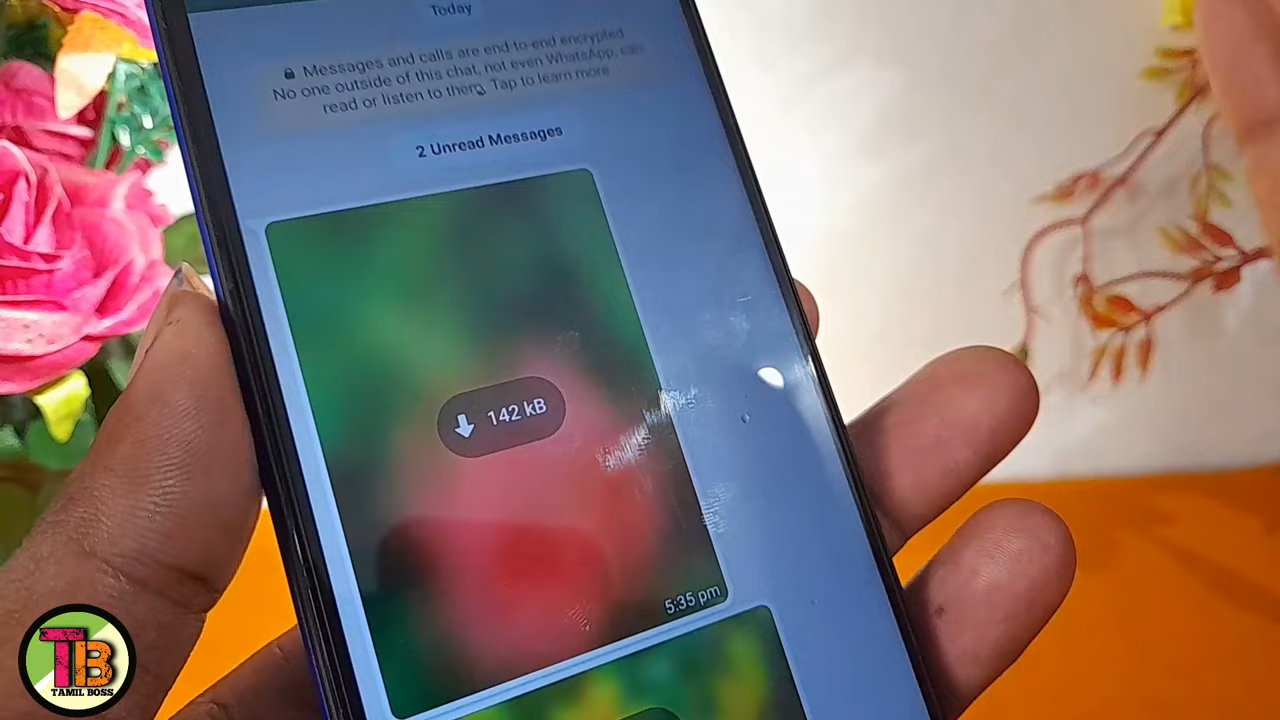 Today
Messages and calls are end-to-end encrypted.
No one outside of this chat, not even WhatsApp, can
read or listen to them. Tap to learn more.
2 Unread Messages
142 kB
5:35 pm
TB
TAMIL BOSS